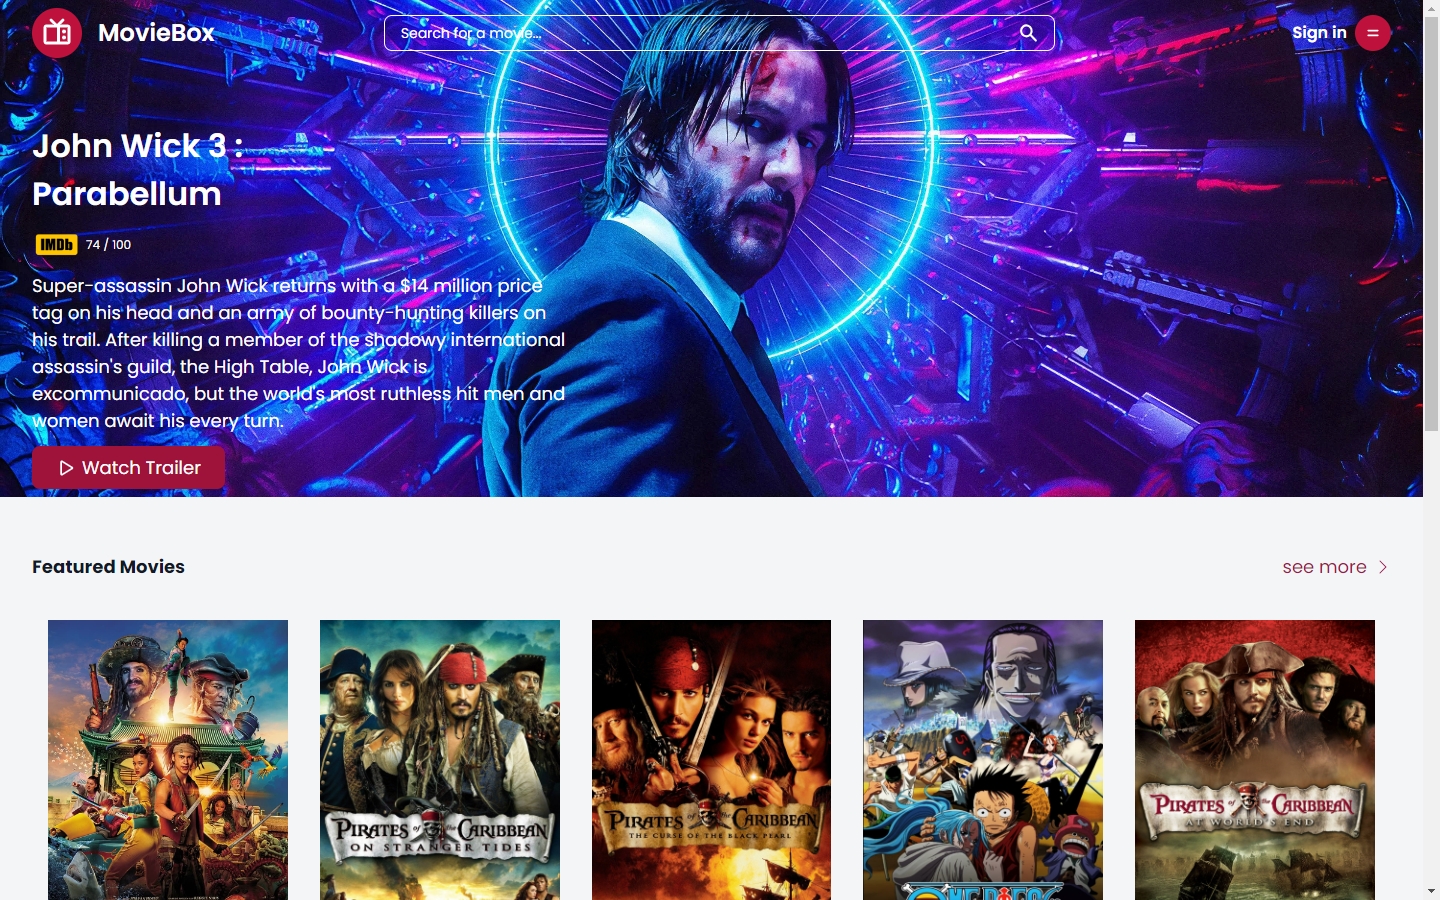 MovieBox
Search for a movie...
Sign in
John Wick 3 :
Parabellum
IMDb 74 / 100
Super-assassin John Wick returns with a $14 million price
tag on his head and an army of bounty-hunting killers on
his trail. After killing a member of the shadowy international
assassin's guild, the High Table, John Wick is
excommunicado, but the world's most ruthless hit men and
women await his every turn.
Watch Trailer
Featured Movies
see more
PIRATES of the CARIBBEAN
ON STRANGER TIDES
PIRATES of the CARIBBEAN
THE CURSE OF THE BLACK PEARL
ONE PIECE
PIRATES of the CARIBBEAN
AT WORLD'S END